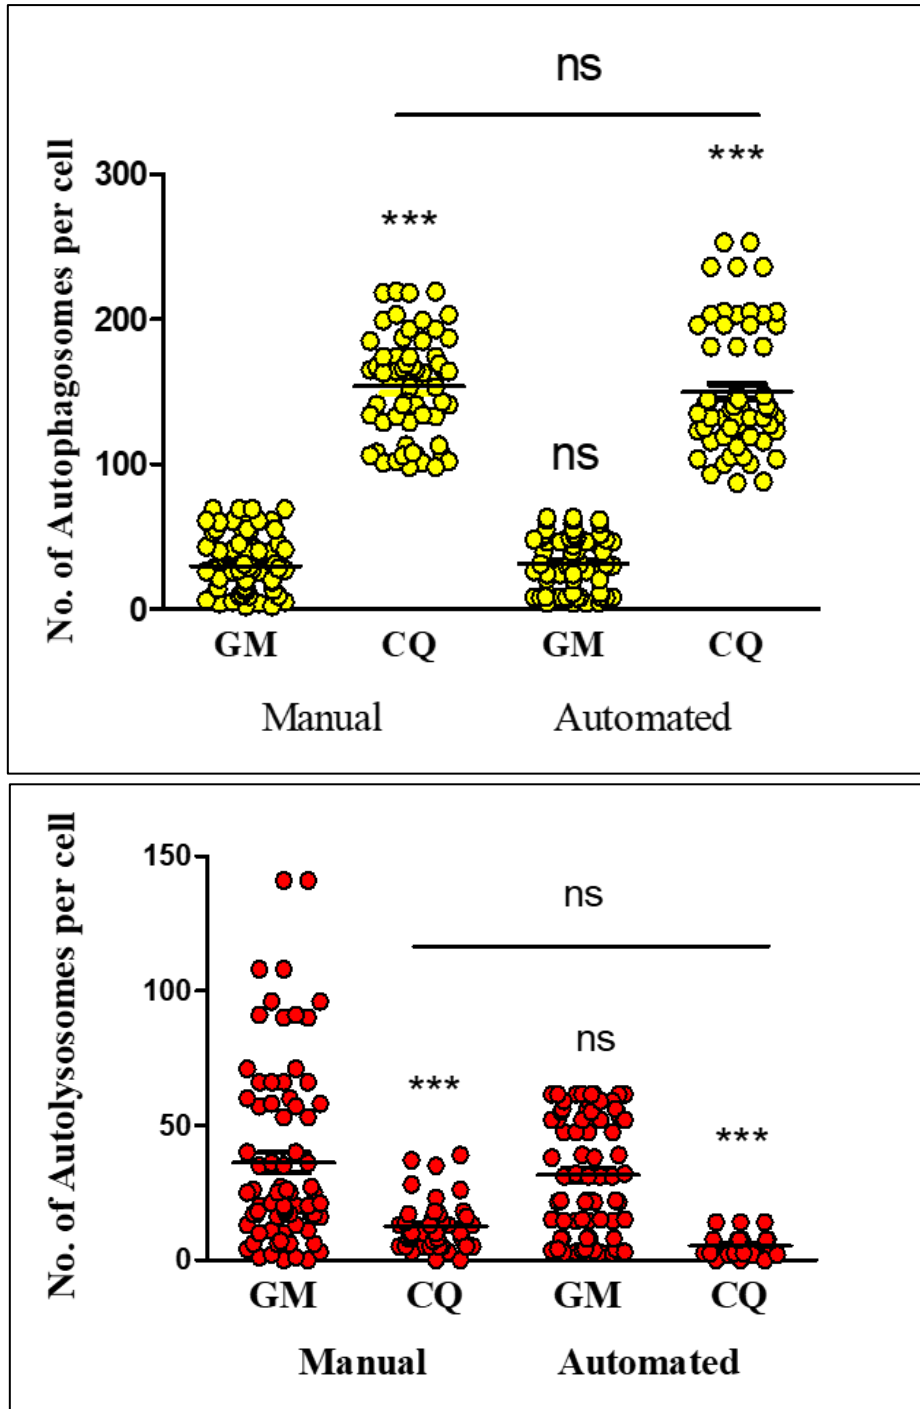 ns
***
No. of Autophagosomes per cell
300
***
200
ns
100
0
GM CQ GM CQ
Manual Automated
No. of Autolysosomes per cell
150
ns
100
ns
***
50
***
0
GM CQ GM CQ
Manual Automated